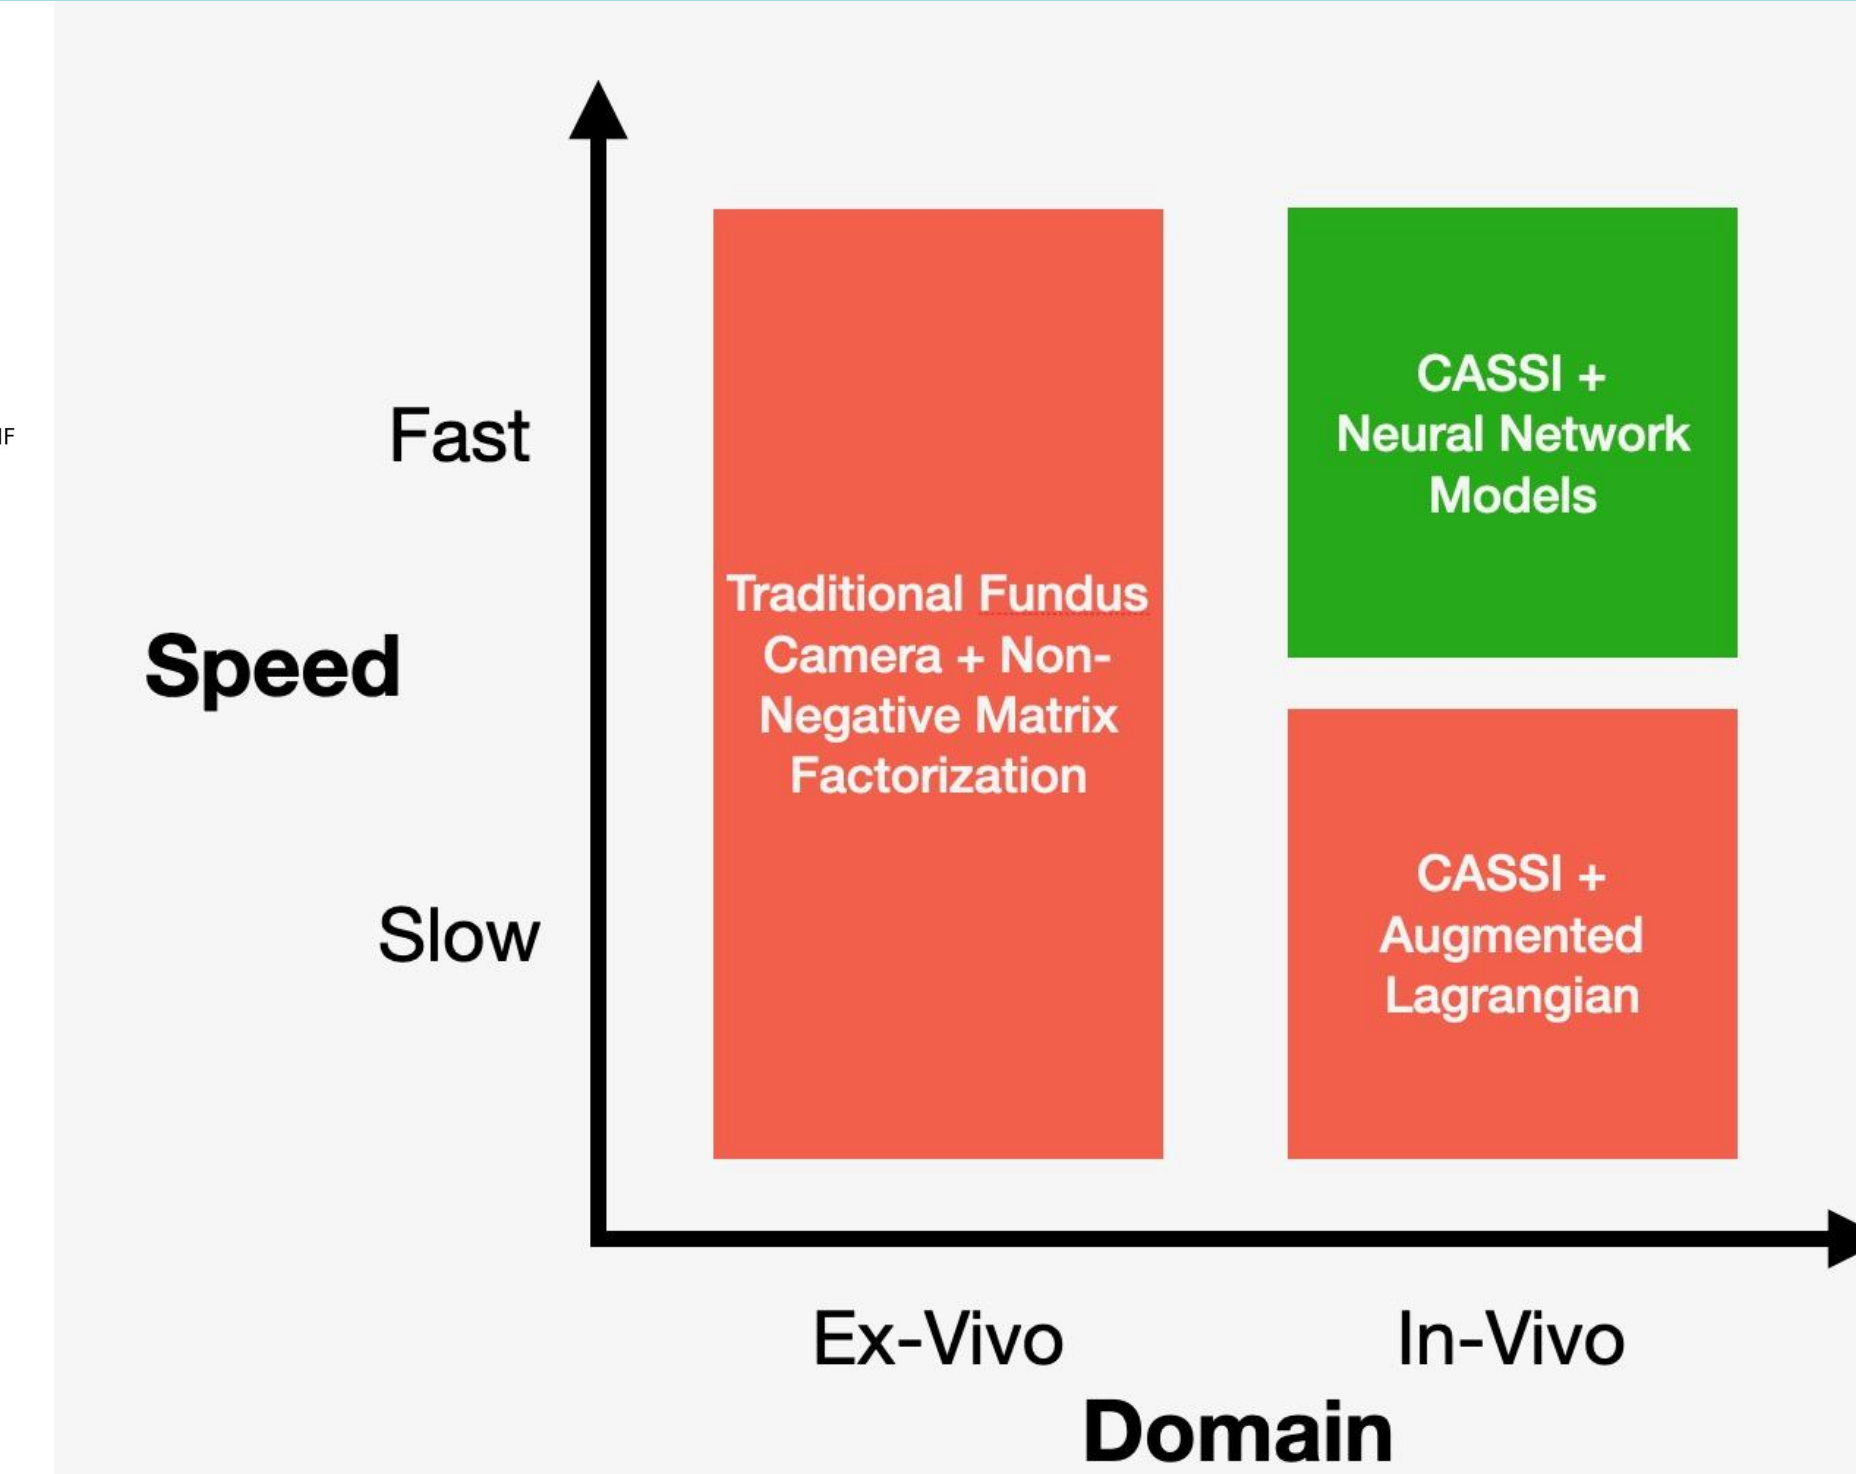 Fast
Speed
Slow
Traditional Fundus
Camera + Non-
Negative Matrix
Factorization
CASSI +
Neural Network
Models
CASSI +
Augmented
Lagrangian
Ex-Vivo
In-Vivo
Domain